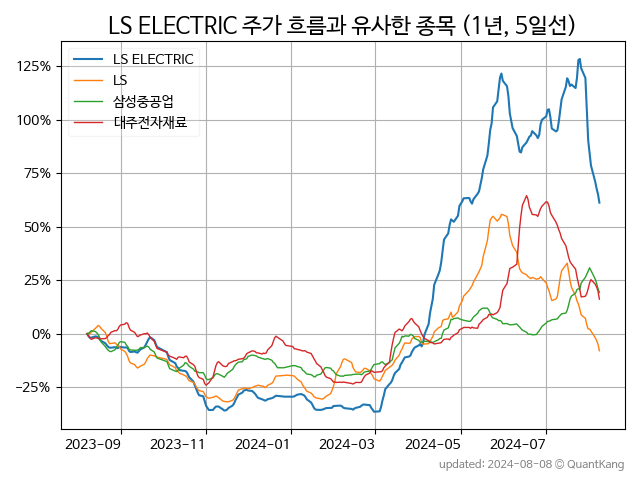 LS ELECTRIC 주가 흐름과 유사한 종목 (1년, 5일선)
LS ELECTRIC
LS
삼성중공업
대주전자재료
125%
100%
75%
50%
25%
0%
−25%
2023-09 2023-11 2024-01 2024-03 2024-05 2024-07
updated: 2024-08-08 © QuantKang